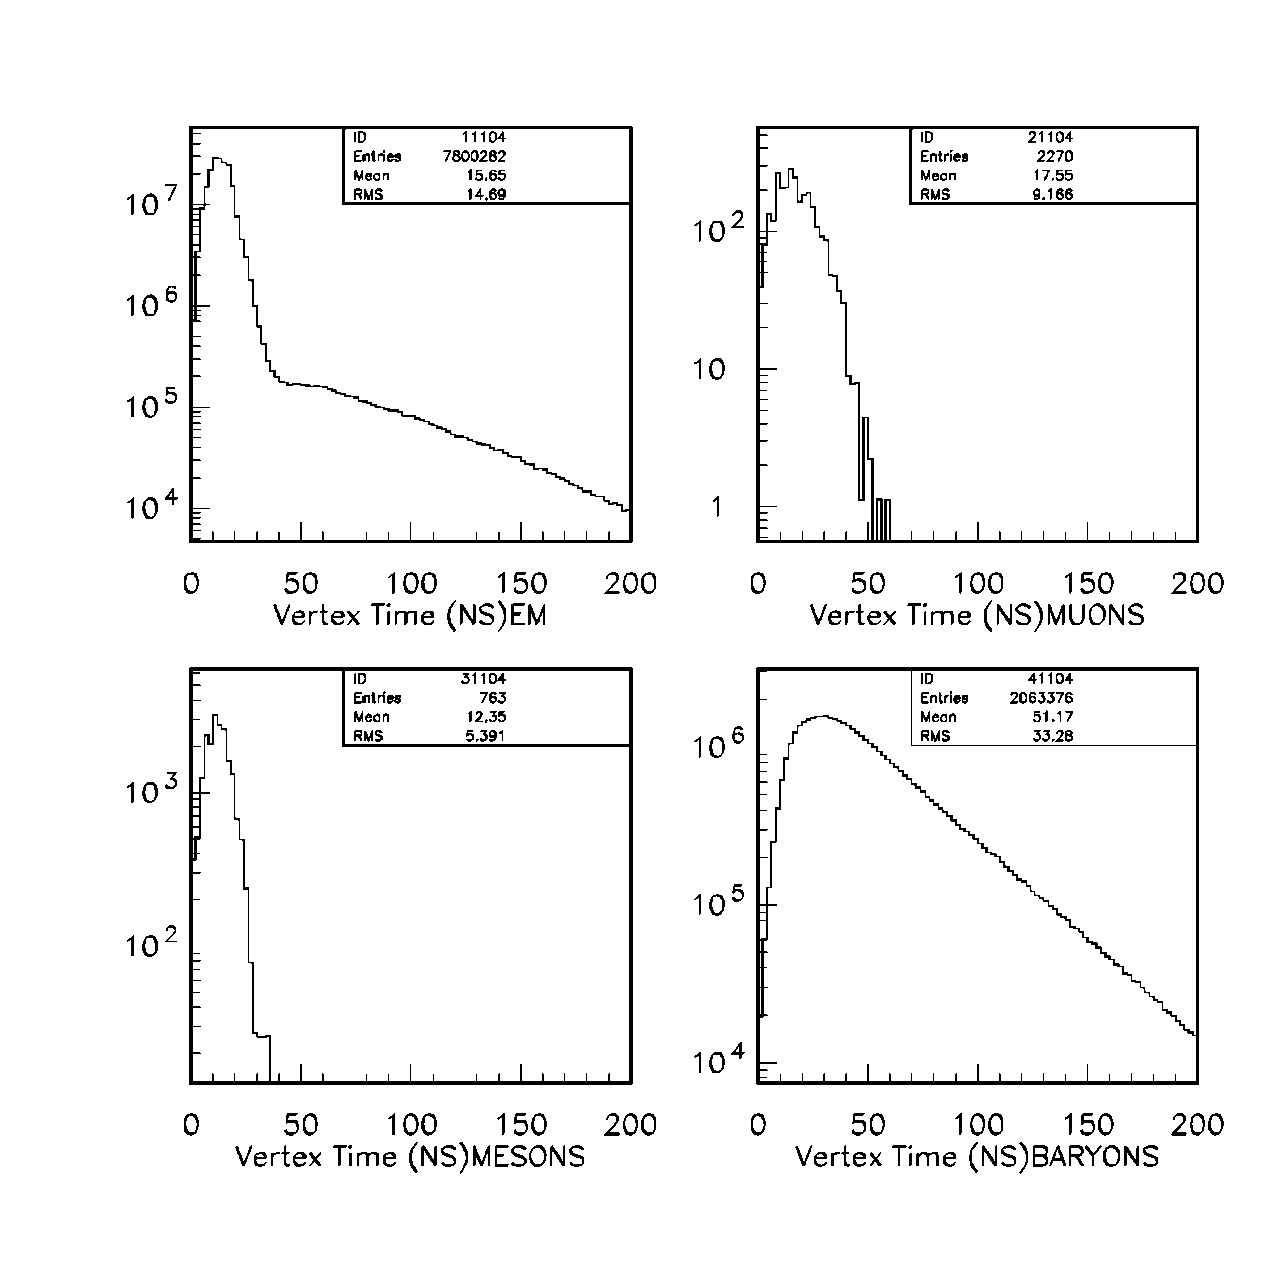 ID 11104
Entries 7800282
Mean 15.65
RMS 14.69
10^7
10^6
10^5
10^4
0 50 100 150 200
Vertex Time (NS)EM
ID 21104
Entries 2270
Mean 17.55
RMS 9.166
10^2
10
1
0 50 100 150 200
Vertex Time (NS)MUONS
ID 31104
Entries 763
Mean 12.35
RMS 5.391
10^3
10^2
0 50 100 150 200
Vertex Time (NS)MESONS
ID 41104
Entries 2063376
Mean 51.17
RMS 33.28
10^6
10^5
10^4
0 50 100 150 200
Vertex Time (NS)BARYONS